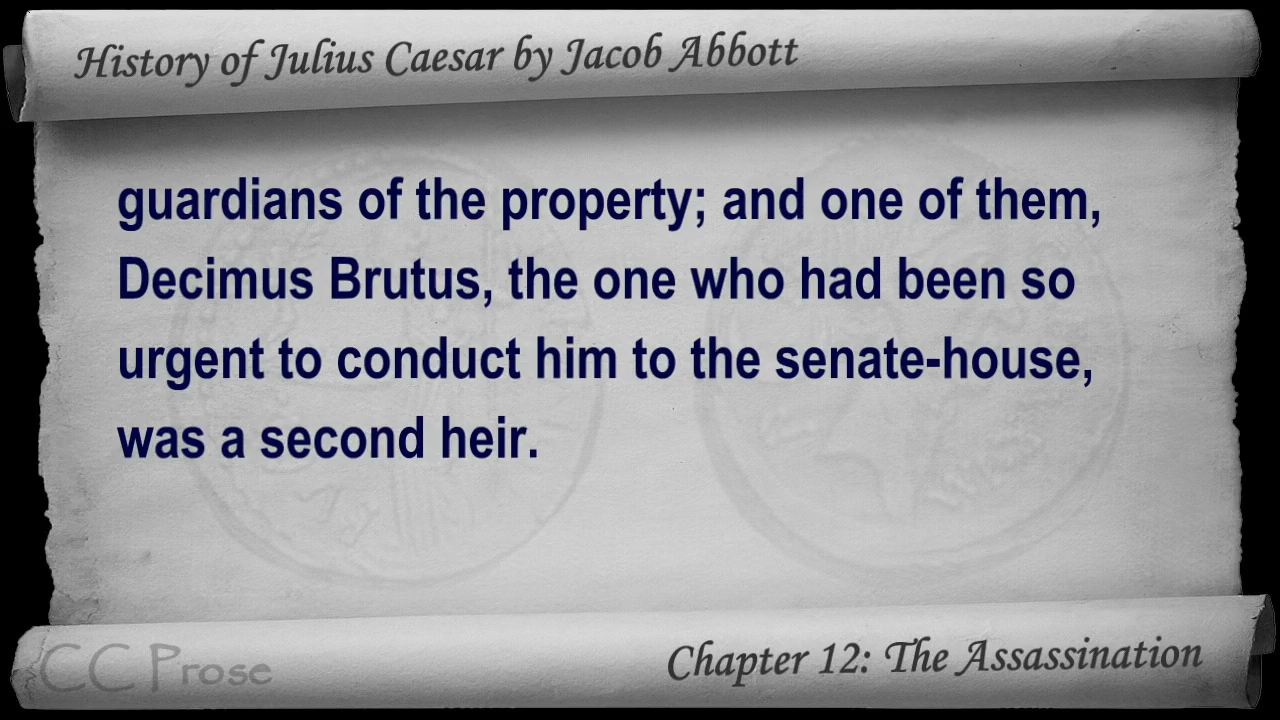 History of Julius Caesar by Jacob Abbott
guardians of the property; and one of them,
Decimus Brutus, the one who had been so
urgent to conduct him to the senate-house,
was a second heir.
CC Prose
Chapter 12: The Assassination